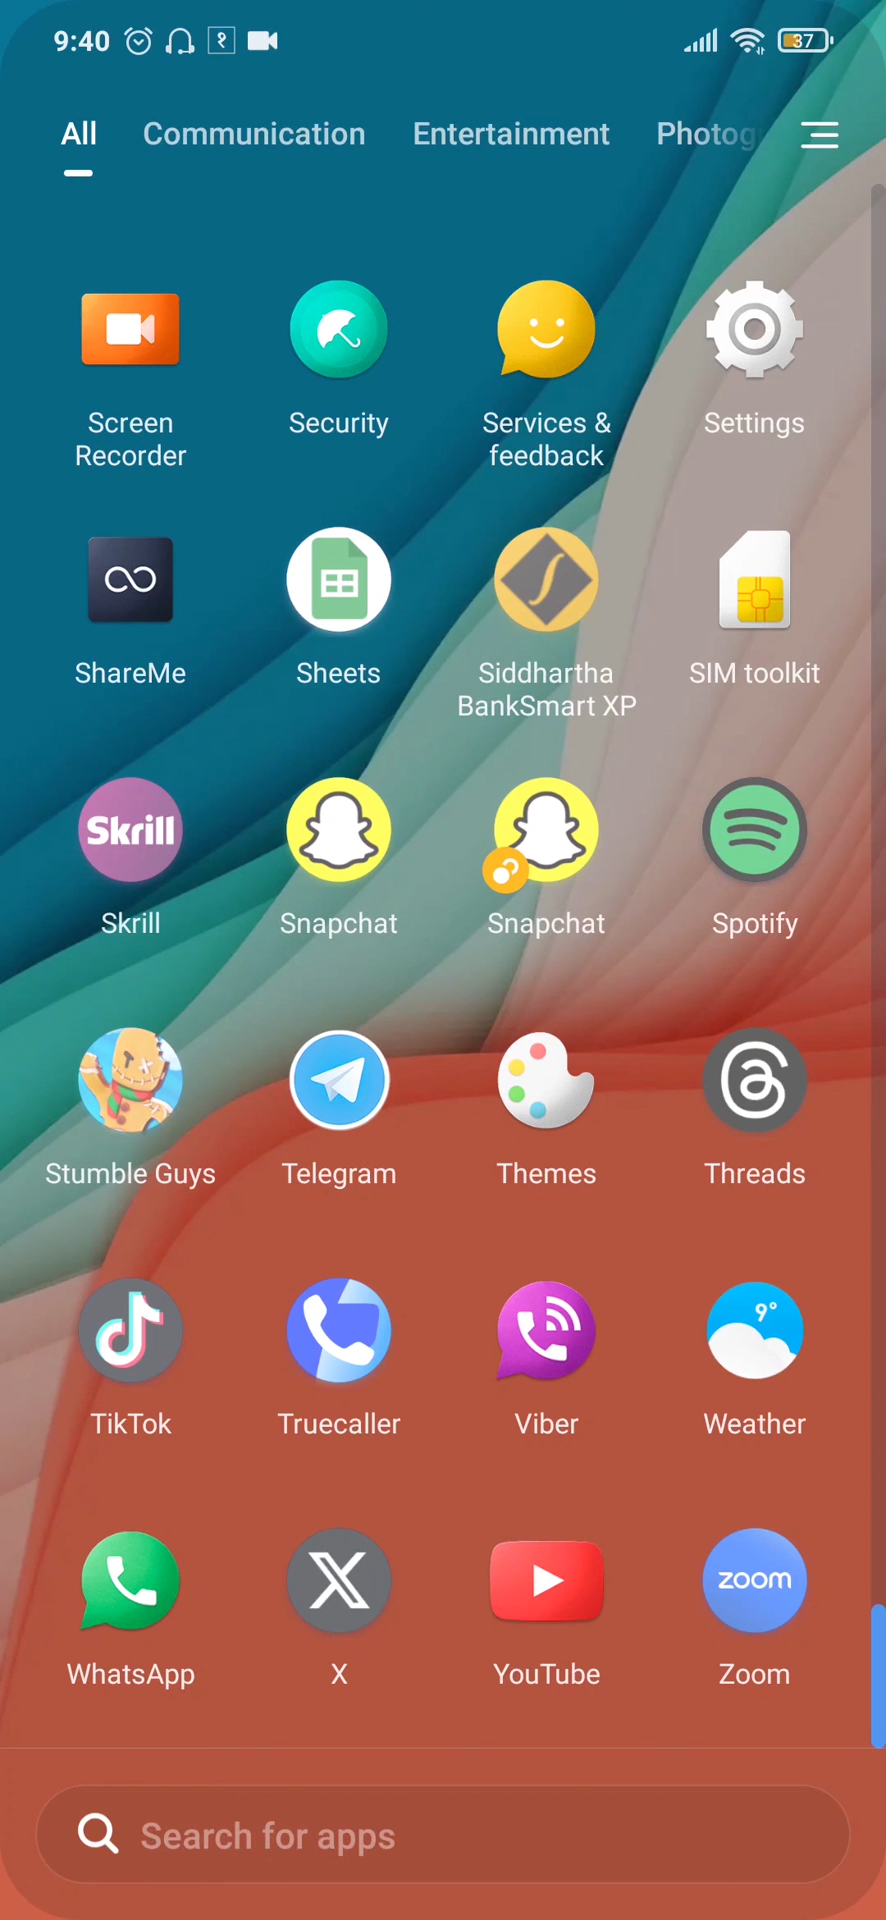 9:40 १ 37
All Communication Entertainment Photog
Screen Recorder
Security
Services & feedback
Settings
ShareMe
Sheets
Siddhartha BankSmart XP
SIM toolkit
Skrill
Skrill
Snapchat
Snapchat
Spotify
Stumble Guys
Telegram
Themes
Threads
9°
TikTok
Truecaller
Viber
Weather
zoom
WhatsApp
X
YouTube
Zoom
Search for apps